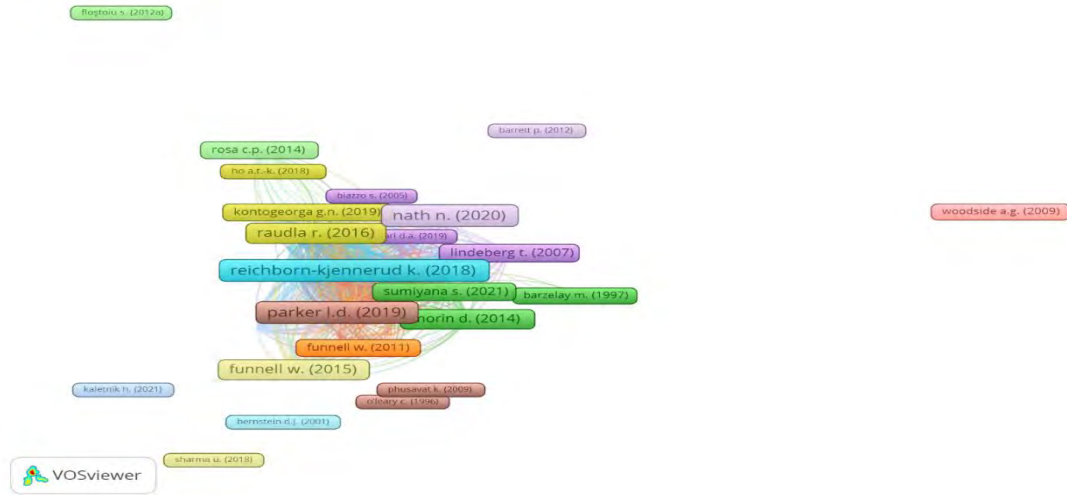 flostoiu s. (2012a)
barrett p. (2012)
rosa c.p. (2014)
ho a.t.-k. (2018)
biazzo s. (2005)
kontogeorga g.n. (2019)
nath n. (2020)
woodside a.g. (2009)
raudla r. (2016)
d.a. (2019)
lindeberg t. (2007)
reichborn-kjennerud k. (2018)
sumiyana s. (2021)
barzelay m. (1997)
parker l.d. (2019)
morin d. (2014)
funnell w. (2011)
funnell w. (2015)
kaletnik h. (2021)
phusavat k. (2009)
o'leary c. (1996)
bernstein d.j. (2001)
sharma u. (2018)
VOSviewer